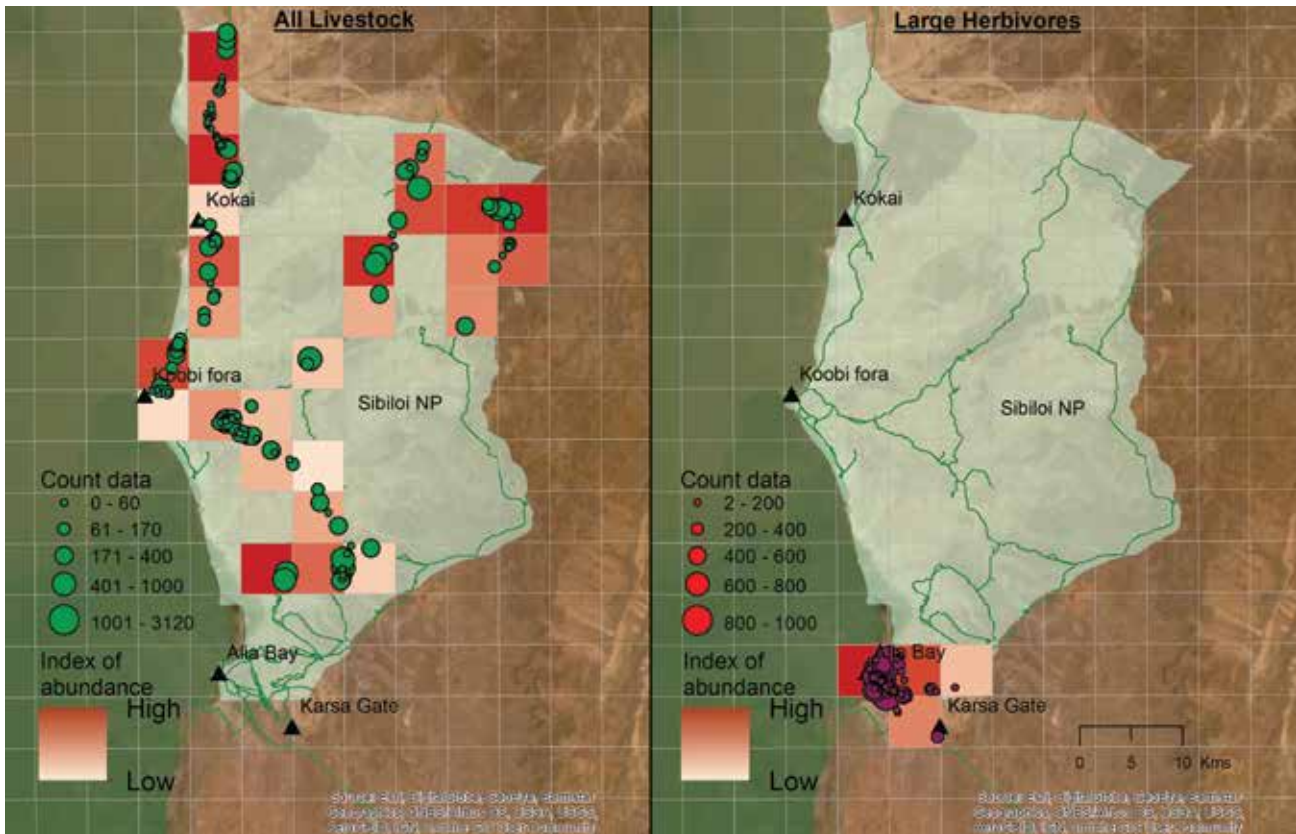 All Livestock
Kokai
Koobi fora
Sibiloi NP
Count data
0 - 60
61 - 170
171 - 400
401 - 1000
1001 - 3120
Index of
abundance
High
Low
Alia Bay
Karsa Gate
Large Herbivores
Kokai
Koobi fora
Sibiloi NP
Count data
2 - 200
200 - 400
400 - 600
600 - 800
800 - 1000
Index of
abundance
High
Low
Alia Bay
Karsa Gate
0 5 10 Kms